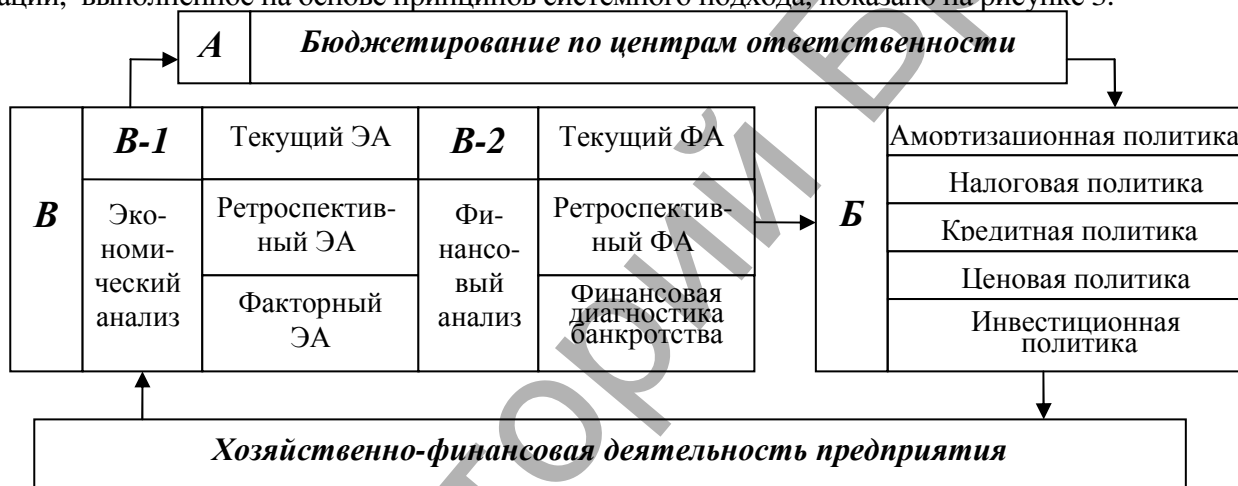 ации, выполненное на основе принципов системного подхода, показано на рисунке 3.
А Бюджетирование по центрам ответственности
В
В-1
Эко-
номи-
ческий
анализ
Текущий ЭА
Ретроспектив-
ный ЭА
Факторный
ЭА
В-2
Фи-
нансо-
вый
анализ
Текущий ФА
Ретроспектив-
ный ФА
Финансовая
диагностика
банкротства
Б
Амортизационная политика
Налоговая политика
Кредитная политика
Ценовая политика
Инвестиционная
политика
Хозяйственно-финансовая деятельность предприятия